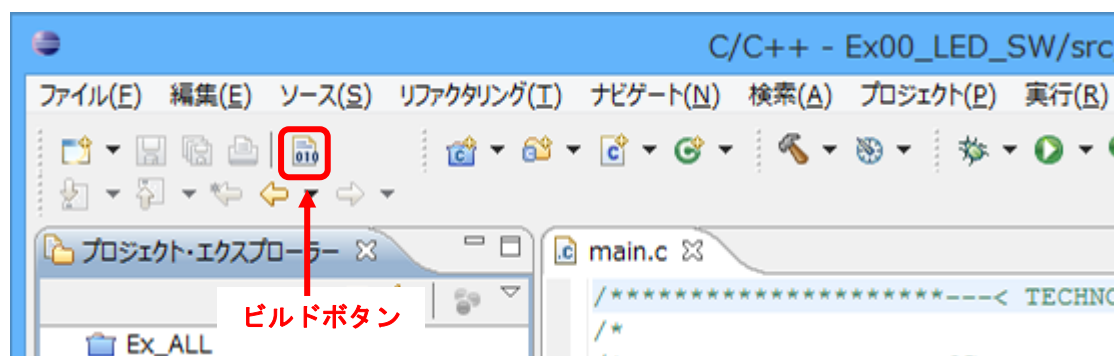 C/C++ - Ex00_LED_SW/src
ファイル(F) 編集(E) ソース(S) リファクタリング(T) ナビゲート(N) 検索(A) プロジェクト(P) 実行(R)
010
プロジェクト・エクスプローラー
main.c
ビルドボタン
/***********************---< TECHNO
/*
Ex_ALL